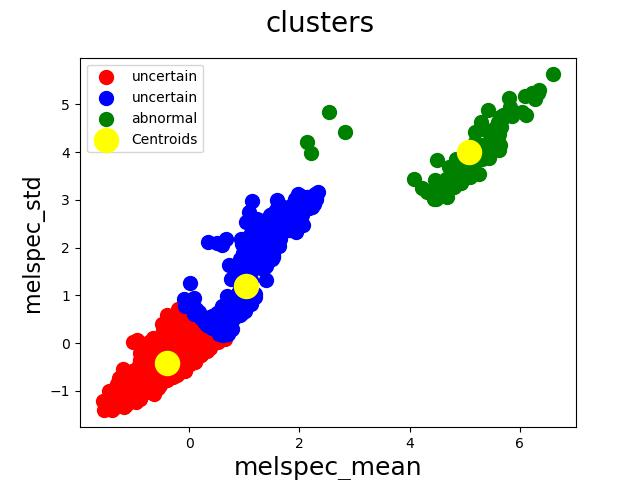 clusters
uncertain
uncertain
abnormal
Centroids
melspec_std
5
4
3
2
1
0
−1
0
2
4
6
melspec_mean